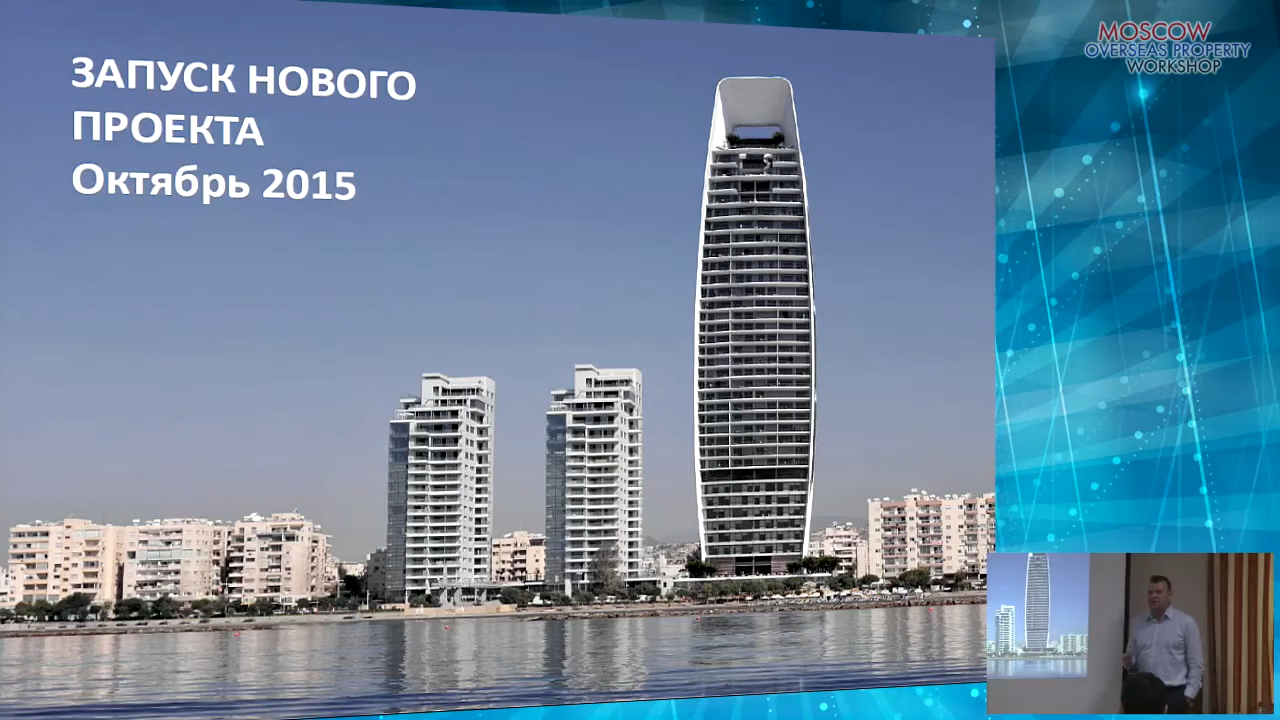 ЗАПУСК НОВОГО
ПРОЕКТА
Октябрь 2015
MOSCOW
OVERSEAS PROPERTY
WORKSHOP